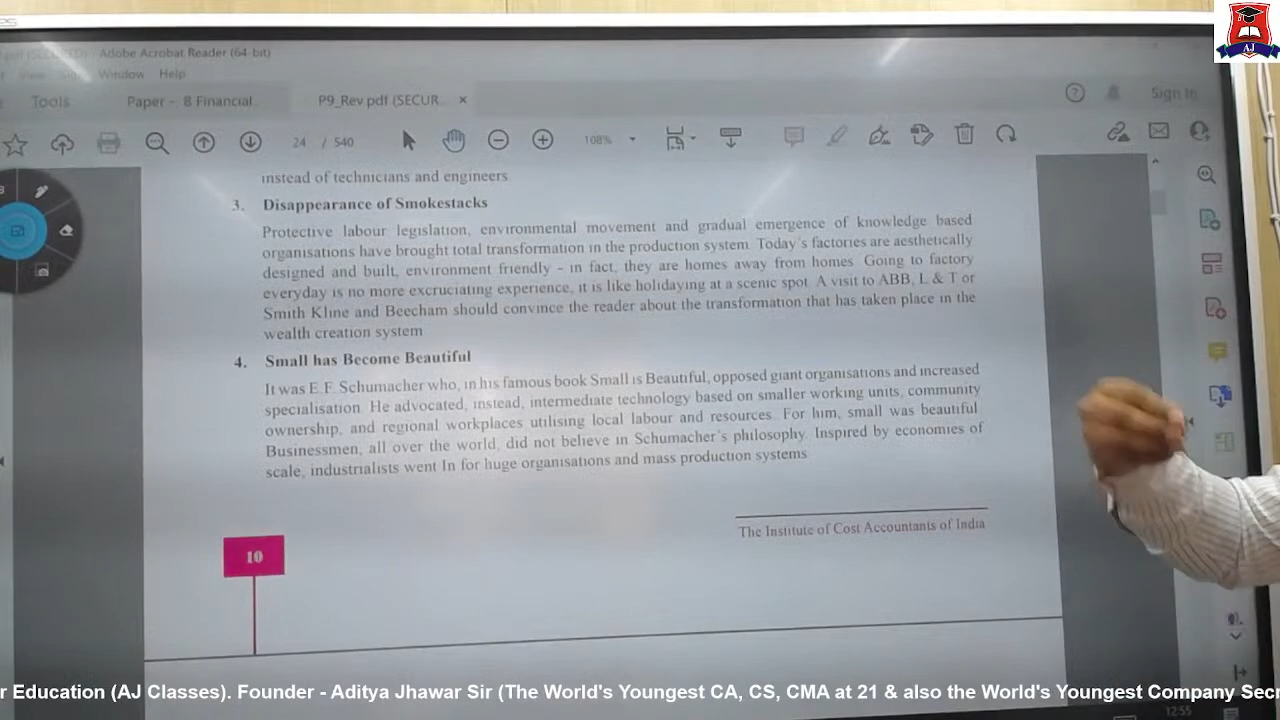 Adobe Acrobat Reader (64-bit)
View Window Help
Tools Paper - 8 Financial... P9_Rev.pdf (SECUR... × Sign In
24 / 540 108%
instead of technicians and engineers
3. Disappearance of Smokestacks
Protective labour legislation, environmental movement and gradual emergence of knowledge based
organisations have brought total transformation in the production system. Today's factories are aesthetically
designed and built, environment friendly - in fact, they are homes away from homes. Going to factory
everyday is no more excruciating experience, it is like holidaying at a scenic spot. A visit to ABB, L & T or
Smith Kline and Beecham should convince the reader about the transformation that has taken place in the
wealth creation system
4. Small has Become Beautiful
It was E.F. Schumacher who, in his famous book Small is Beautiful, opposed giant organisations and increased
specialisation. He advocated, instead, intermediate technology based on smaller working units, community
ownership, and regional workplaces utilising local labour and resources. For him, small was beautiful
Businessmen, all over the world, did not believe in Schumacher's philosophy. Inspired by economies of
scale, industrialists went In for huge organisations and mass production systems
The Institute of Cost Accountants of India
10
r Education (AJ Classes). Founder - Aditya Jhawar Sir (The World's Youngest CA, CS, CMA at 21 & also the World's Youngest Company Secr
12:55
AJ